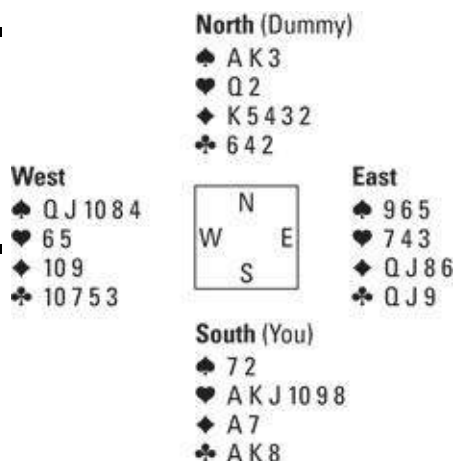 North (Dummy)
♠ A K 3
♥ Q 2
♦ K 5 4 3 2
♣ 6 4 2
West
♠ Q J 10 8 4
♥ 6 5
♦ 10 9
♣ 10 7 5 3
N
W E
S
East
♠ 9 6 5
♥ 7 4 3
♦ Q J 8 6
♣ Q J 9
South (You)
♠ 7 2
♥ A K J 10 9 8
♦ A 7
♣ A K 8